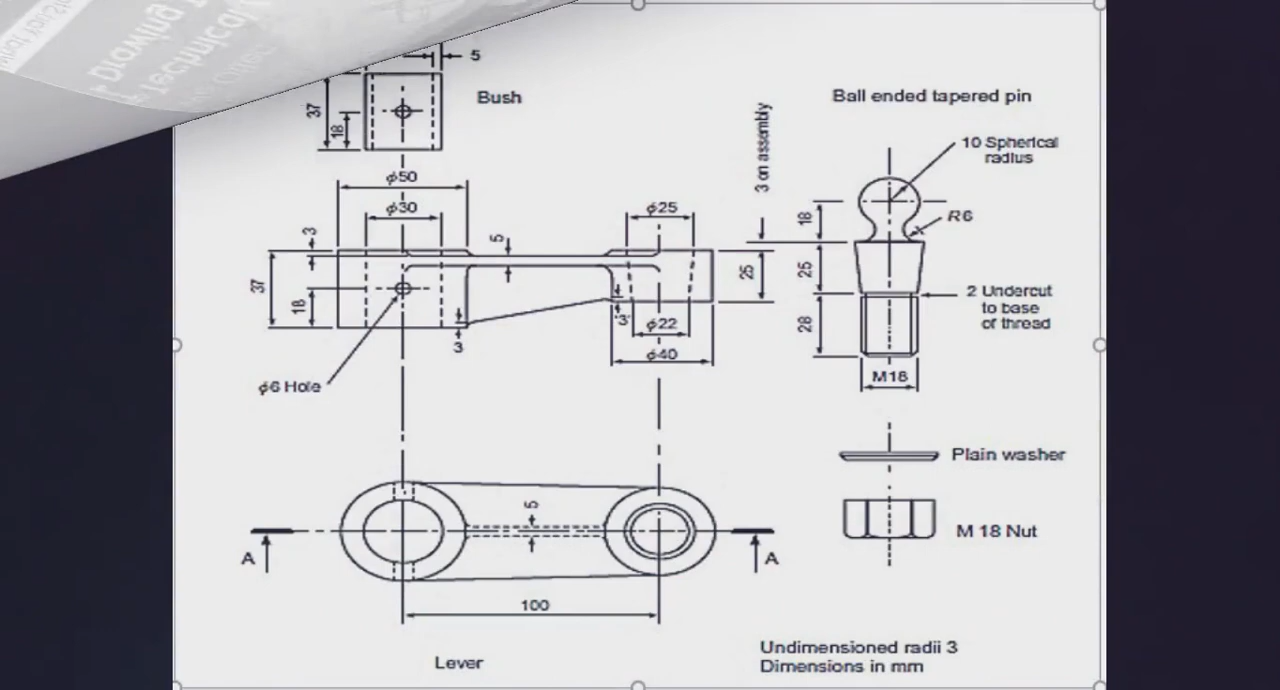 Drawing
Technical
5
37
18
Bush
Ball ended tapered pin
3 on assembly
10 Spherical
radius
ϕ50
ϕ30
ϕ25
18
R6
3
5
37
18
25
25
2 Undercut
to base
of thread
28
3
ϕ22
3
ϕ40
M18
ϕ6 Hole
Plain washer
5
M 18 Nut
A
A
100
Undimensioned radii 3
Dimensions in mm
Lever